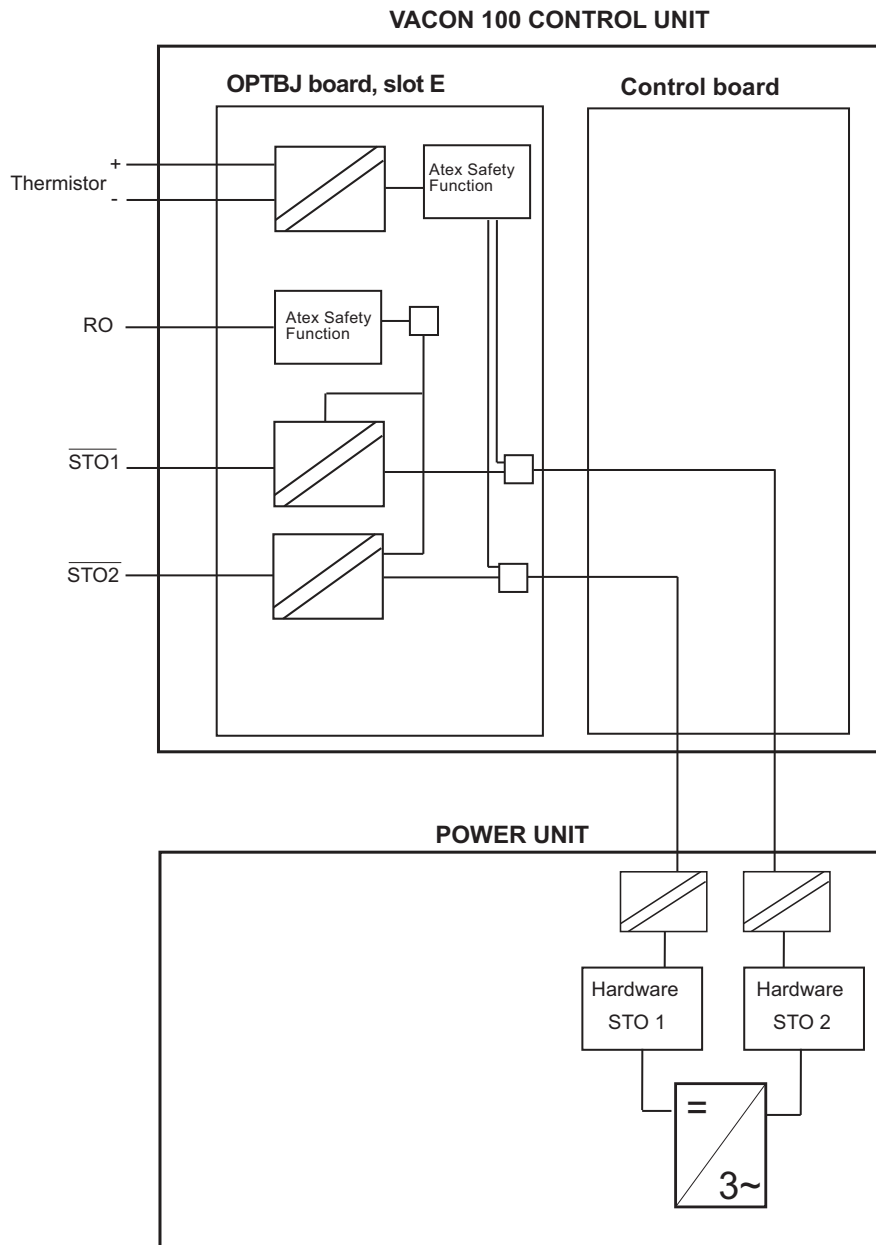 VACON 100 CONTROL UNIT
OPTBJ board, slot E
Control board
+
Thermistor
-
Atex Safety
Function
RO
Atex Safety
Function
STO1
STO2
POWER UNIT
Hardware
STO 1
Hardware
STO 2
=
3~